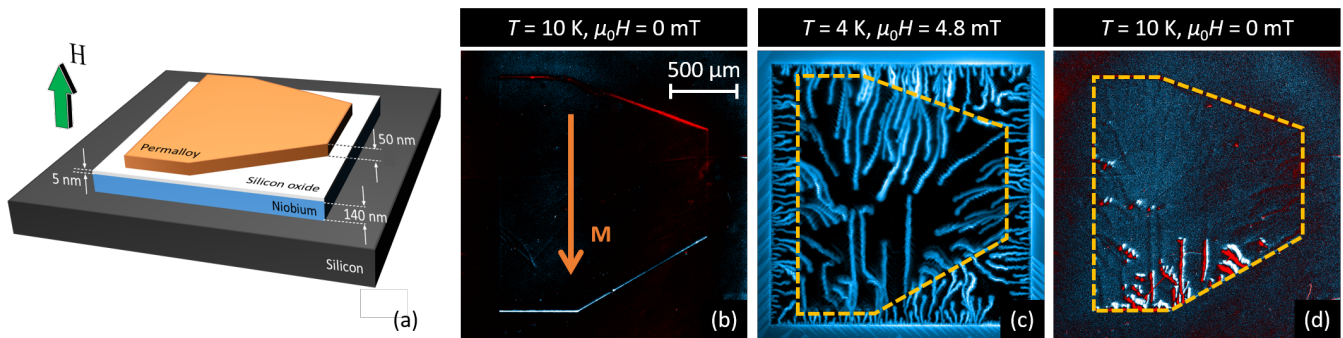 H
Permalloy
50 nm
Silicon oxide
5 nm
Niobium
140 nm
Silicon
(a)
T = 10 K, μ₀H = 0 mT
500 μm
M
(b)
T = 4 K, μ₀H = 4.8 mT
(c)
T = 10 K, μ₀H = 0 mT
(d)